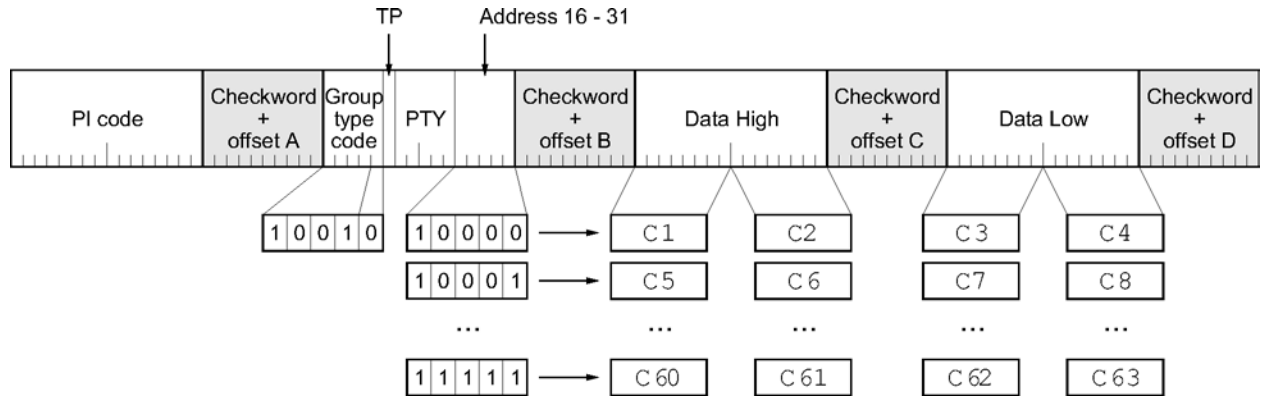 TP Address 16 - 31
PI code
Checkword
+
offset A
Group
type
code
PTY
Checkword
+
offset B
Data High
Checkword
+
offset C
Data Low
Checkword
+
offset D
1 0 0 1 0 1 0 0 0 0 C1 C2 C3 C4
1 0 0 0 1 C5 C6 C7 C8
... ... ... ... ...
1 1 1 1 1 C60 C61 C62 C63